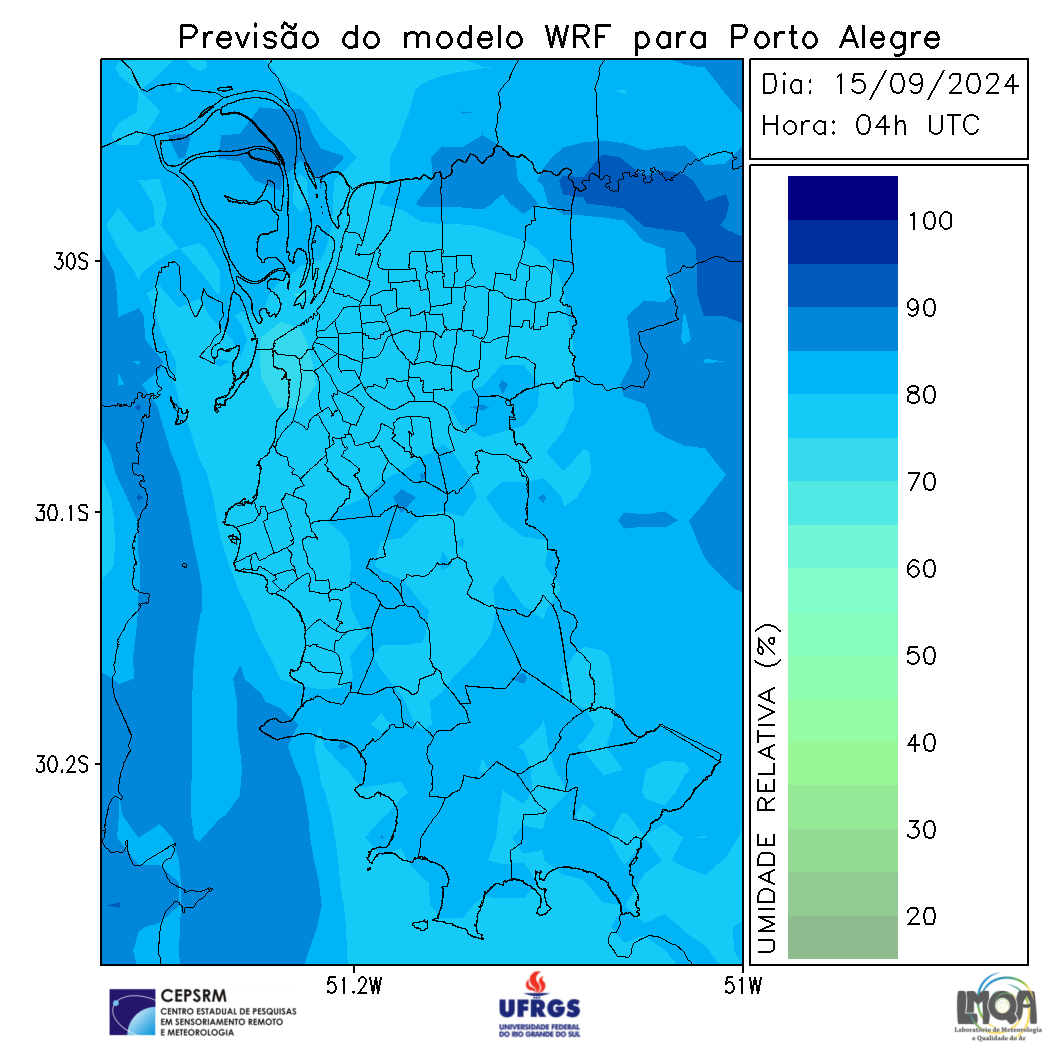 Previsão do modelo WRF para Porto Alegre
Dia: 15/09/2024
Hora: 04h UTC
30S
30.1S
30.2S
51.2W
51W
100
90
80
70
60
50
40
30
20
UMIDADE RELATIVA (%)
CEPSRM
CENTRO ESTADUAL DE PESQUISAS
EM SENSORIAMENTO REMOTO
E METEOROLOGIA
UFRGS
UNIVERSIDADE FEDERAL
DO RIO GRANDE DO SUL
LMQA
Laboratório de Meteorologia
e Qualidade do Ar